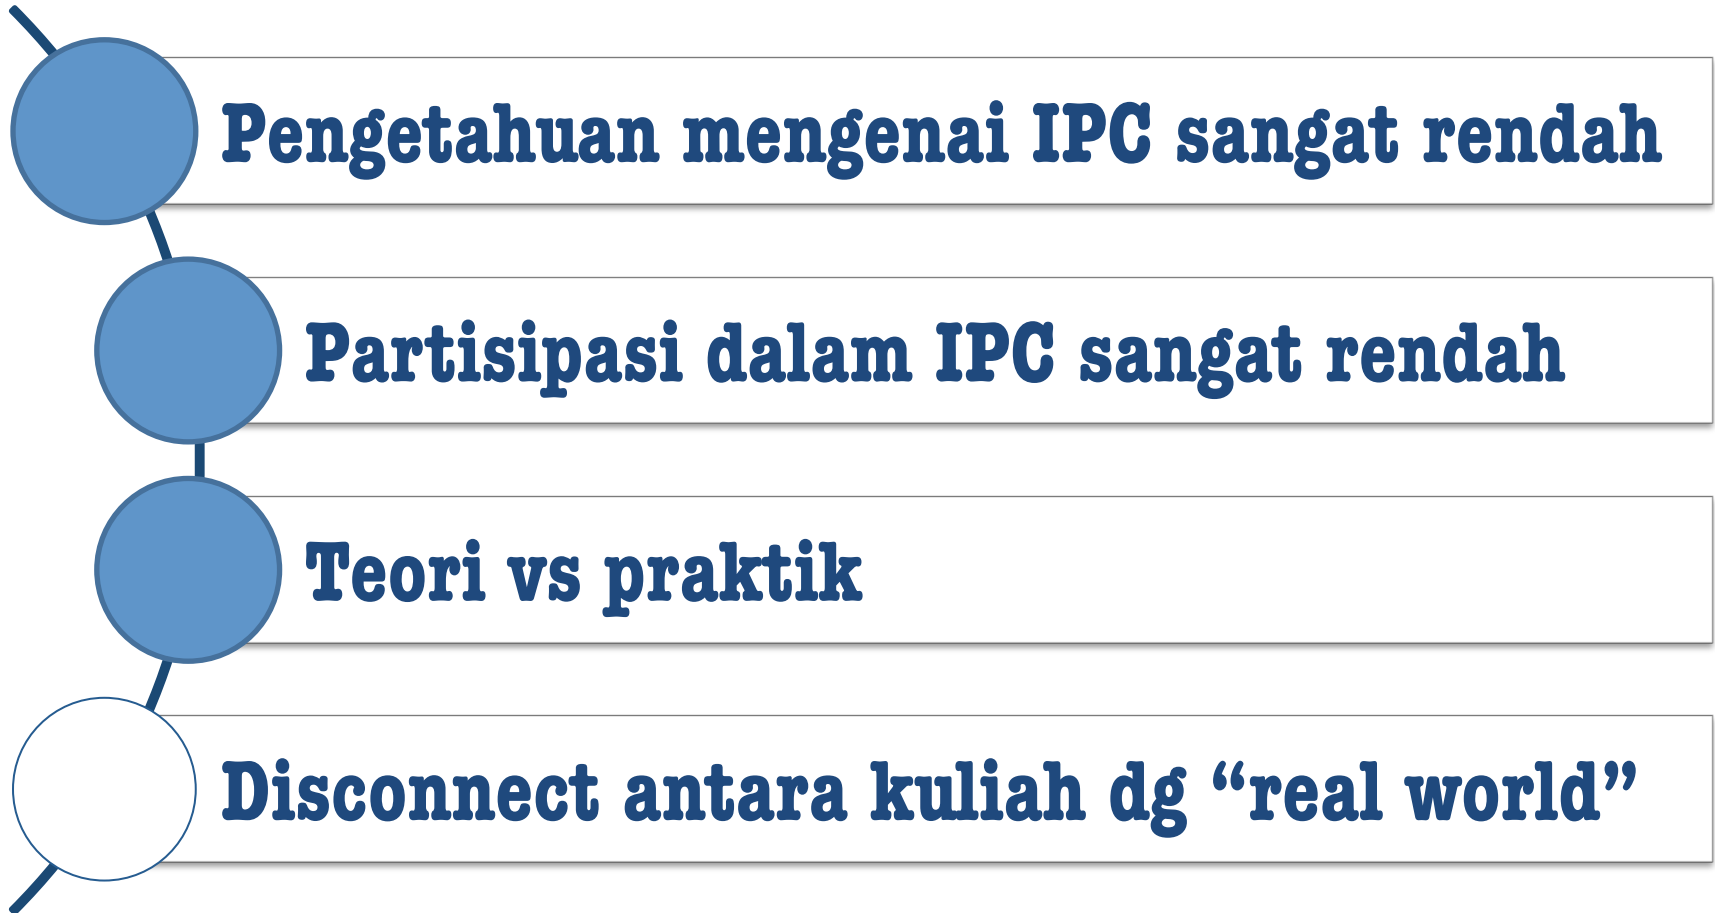 Pengetahuan mengenai IPC sangat rendah
Partisipasi dalam IPC sangat rendah
Teori vs praktik
Disconnect antara kuliah dg “real world”